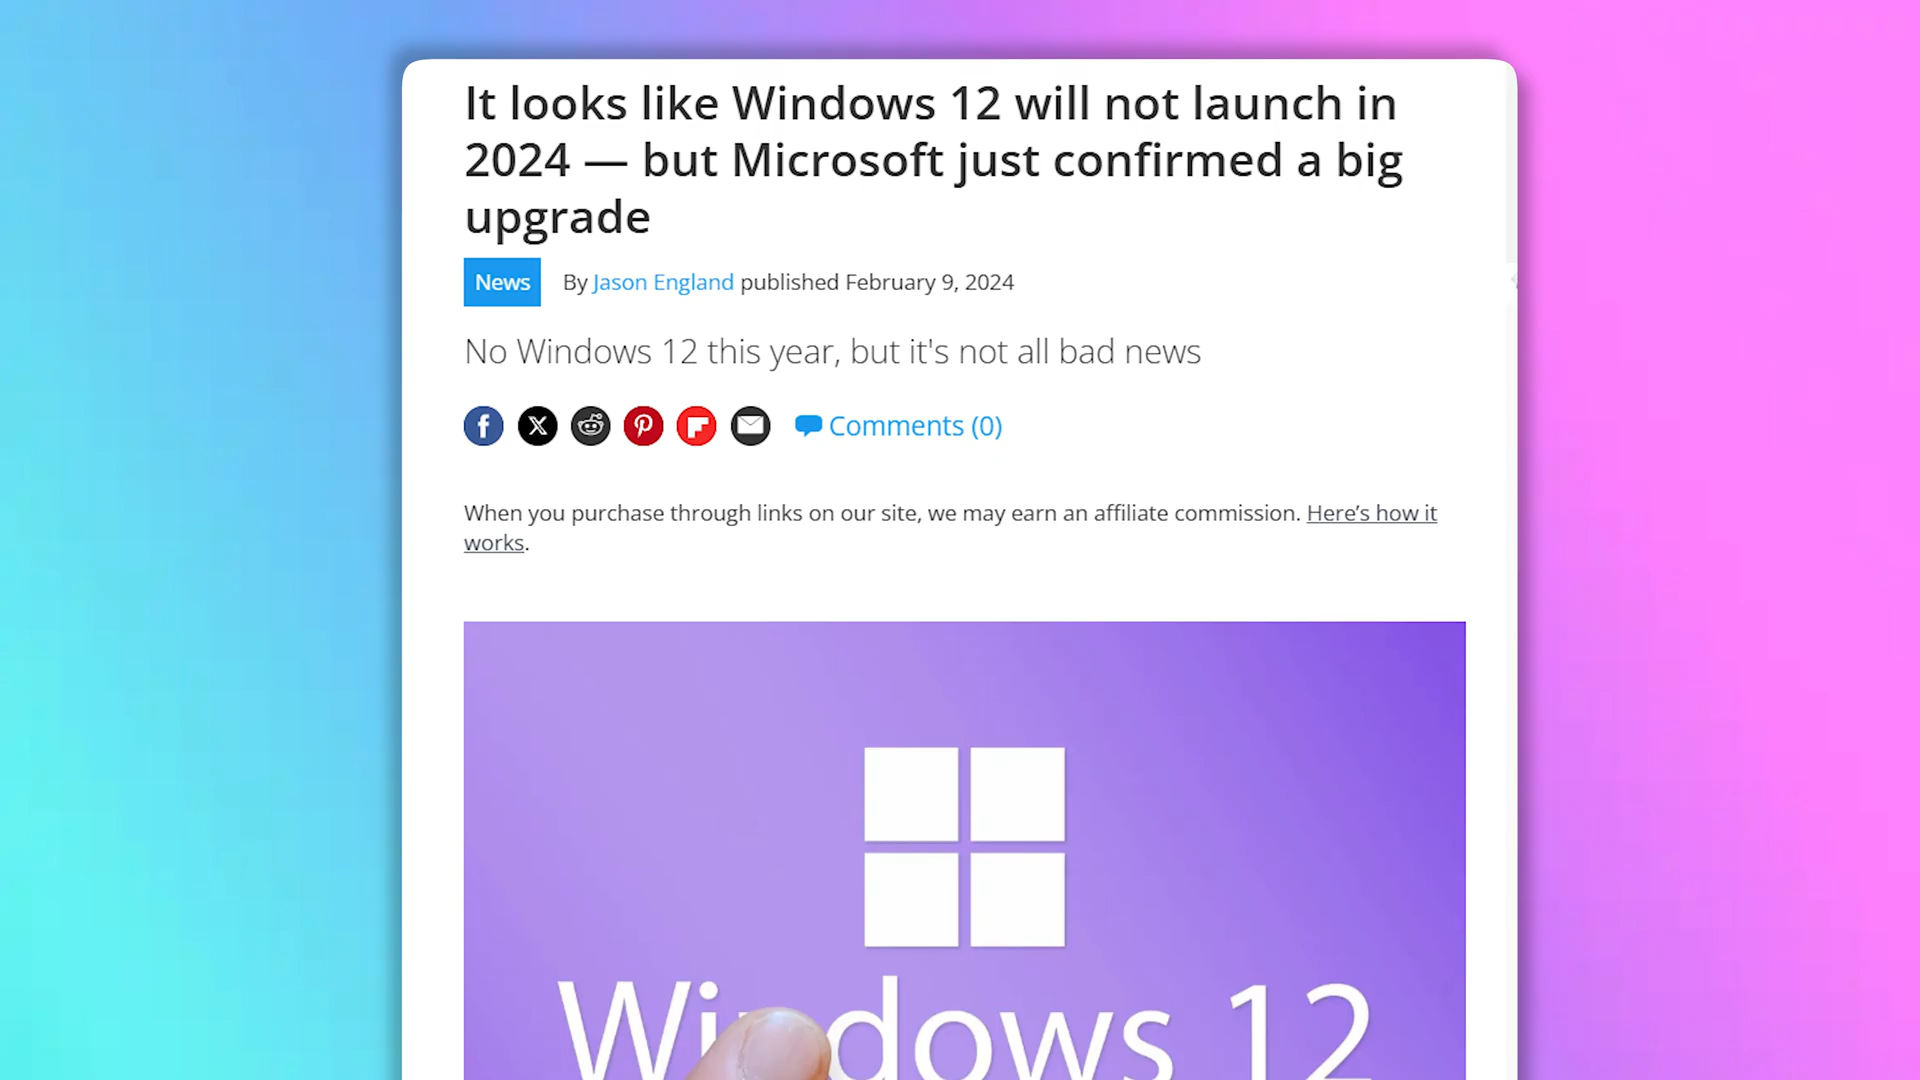 It looks like Windows 12 will not launch in
2024 — but Microsoft just confirmed a big
upgrade
News By Jason England published February 9, 2024
No Windows 12 this year, but it's not all bad news
Comments (0)
When you purchase through links on our site, we may earn an affiliate commission. Here’s how it
works.
Windows 12